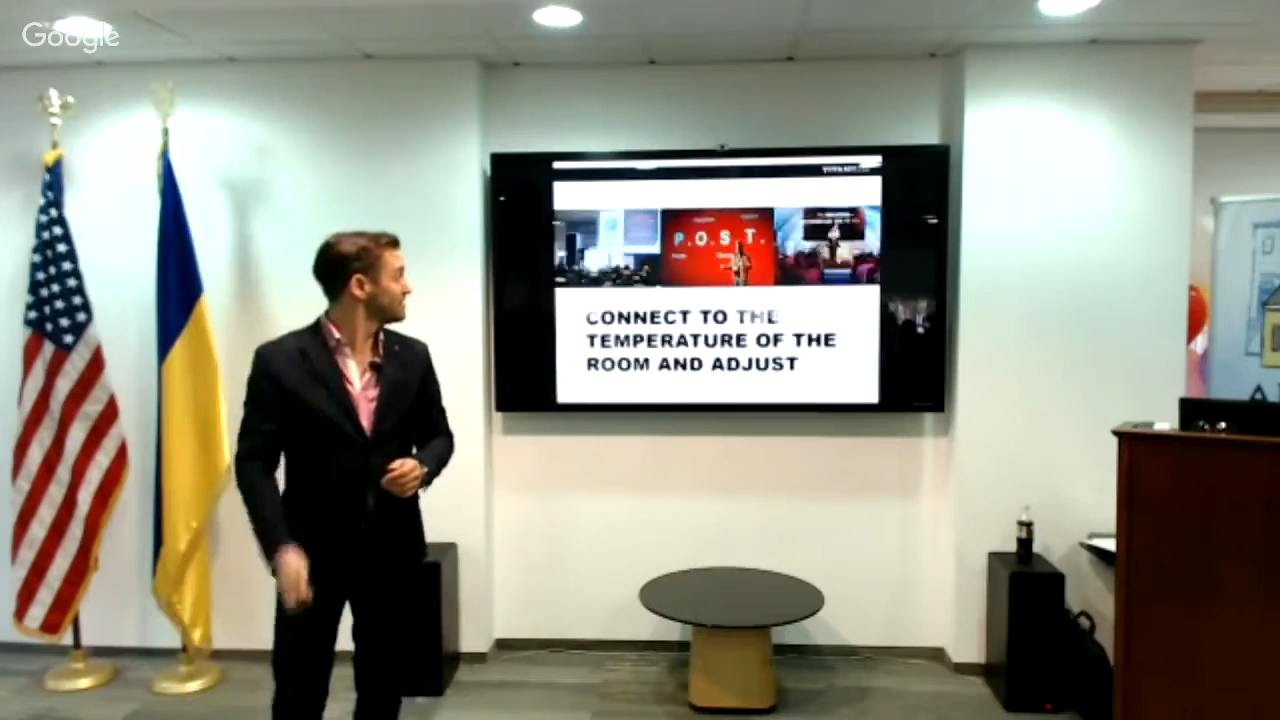 Google
P.O.S.T.
CONNECT TO THE
TEMPERATURE OF THE
ROOM AND ADJUST